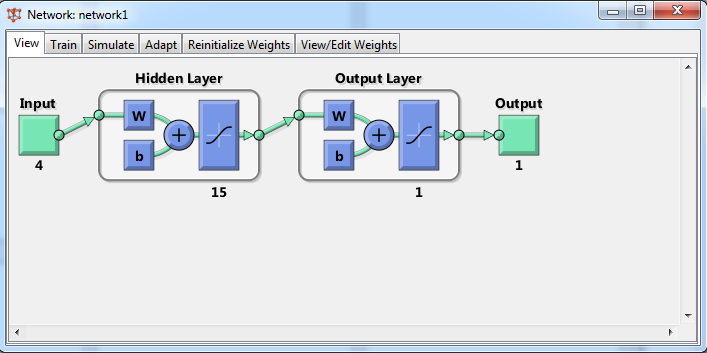 Network: network1
View Train Simulate Adapt Reinitialize Weights View/Edit Weights
Hidden Layer Output Layer
Input Output
W W
b b
4 1
15 1